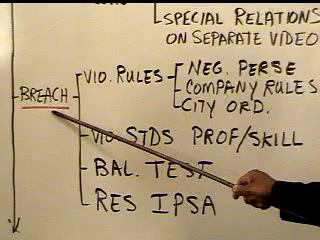 SPECIAL RELATIONS
ON SEPARATE VIDEO
BREACH
VIO. RULES
NEG. PERSE
COMPANY RULES
CITY ORD.
VIO. STDS PROF/SKILL
BAL. TEST
RES IPSA